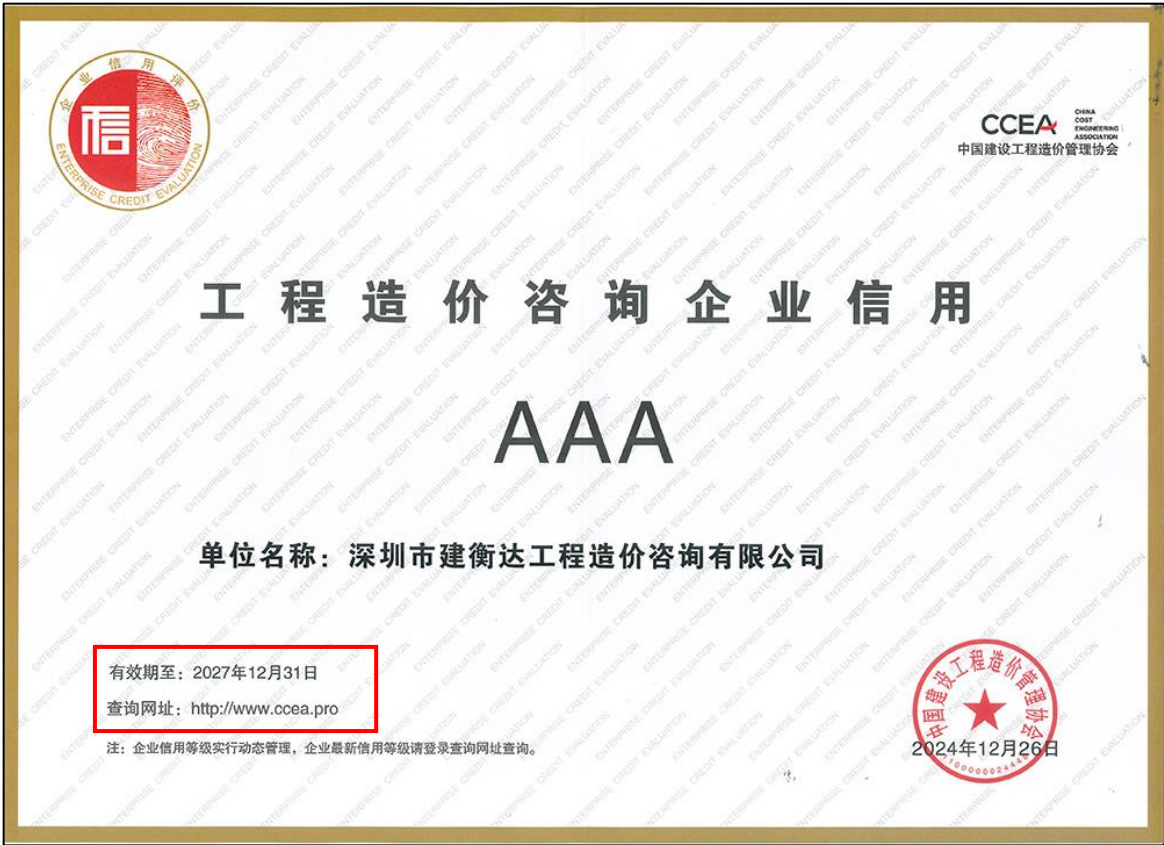 企业信用评价
信
ENTERPRISE CREDIT EVALUATION
CCEA
CHINA
COST
ENGINEERING
ASSOCIATION
中国建设工程造价管理协会
工程造价咨询企业信用
AAA
单位名称：深圳市建衡达工程造价咨询有限公司
有效期至：2027年12月31日
查询网址：http://www.ccea.pro
注：企业信用等级实行动态管理，企业最新信用等级请登录查询网址查询。
中国建设工程造价管理协会
2024年12月26日